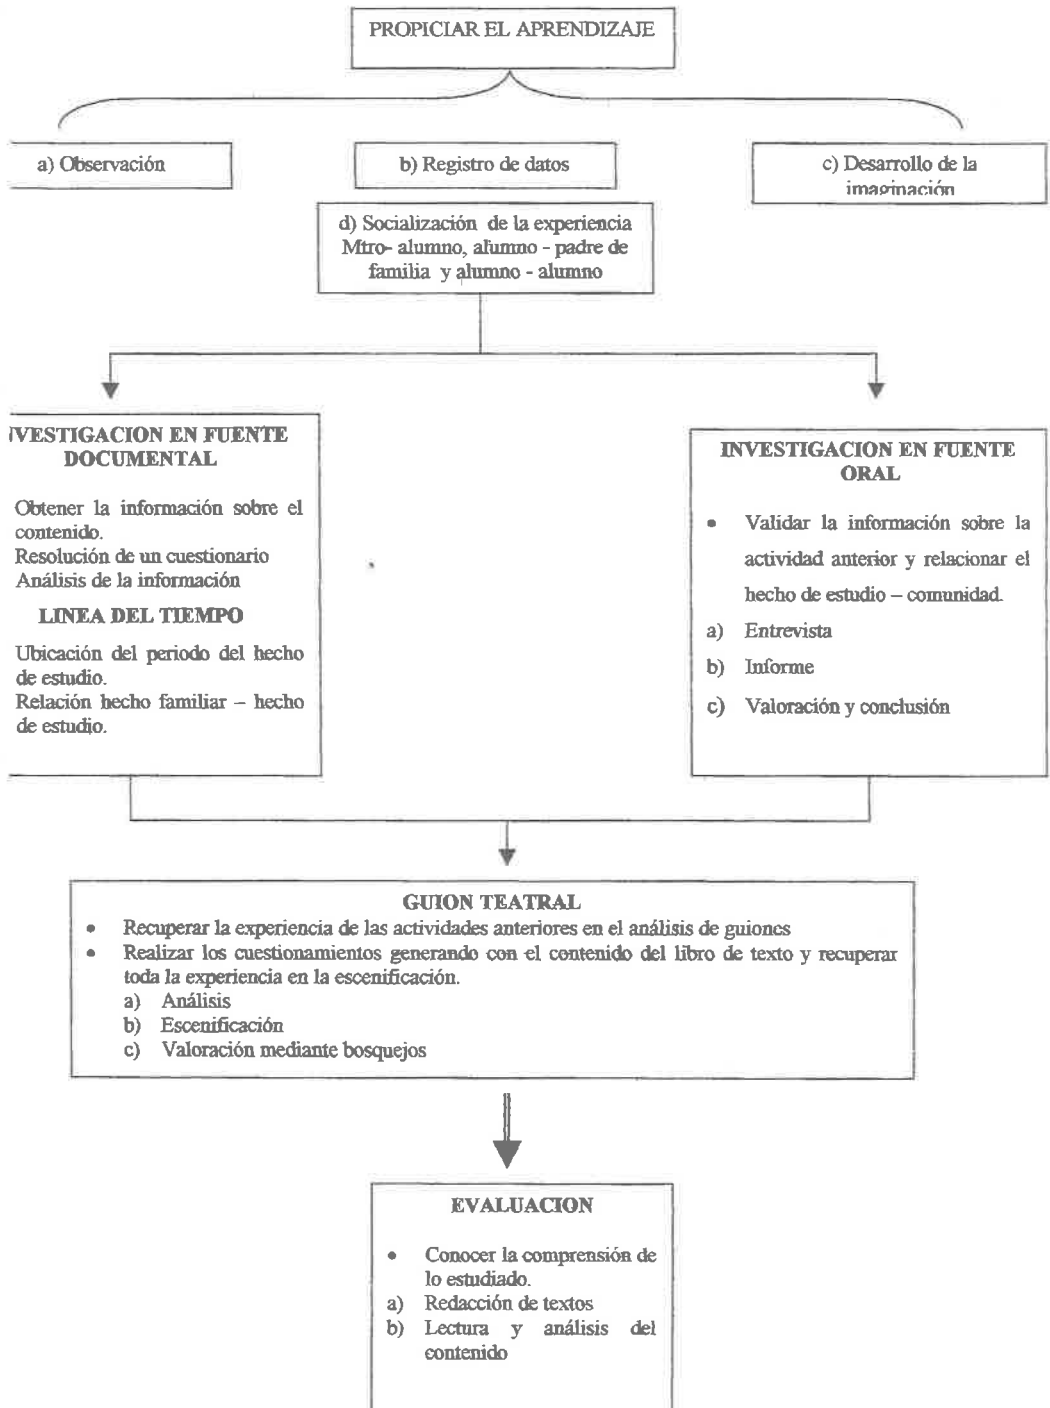 PROPICIAR EL APRENDIZAJE
a) Observación
b) Registro de datos
c) Desarrollo de la
imaginación
d) Socialización de la experiencia
Mtro- alumno, alumno - padre de
familia y alumno - alumno
IVESTIGACION EN FUENTE
DOCUMENTAL
Obtener la información sobre el
contenido.
Resolución de un cuestionario
Análisis de la información
LINEA DEL TIEMPO
Ubicación del periodo del hecho
de estudio.
Relación hecho familiar – hecho
de estudio.
INVESTIGACION EN FUENTE
ORAL
• Validar la información sobre la
actividad anterior y relacionar el
hecho de estudio – comunidad.
a) Entrevista
b) Informe
c) Valoración y conclusión
GUION TEATRAL
• Recuperar la experiencia de las actividades anteriores en el análisis de guiones
• Realizar los cuestionamientos generando con el contenido del libro de texto y recuperar
toda la experiencia en la escenificación.
a) Análisis
b) Escenificación
c) Valoración mediante bosquejos
EVALUACION
• Conocer la comprensión de
lo estudiado.
a) Redacción de textos
b) Lectura y análisis del
contenido